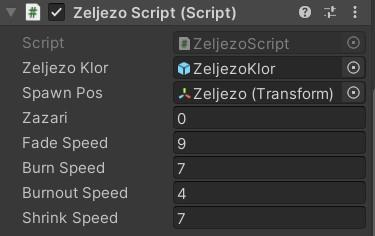 Zeljezo Script (Script)
Script ZeljezoScript
Zeljezo Klor ZeljezoKlor
Spawn Pos Zeljezo (Transform)
Zazari 0
Fade Speed 9
Burn Speed 7
Burnout Speed 4
Shrink Speed 7